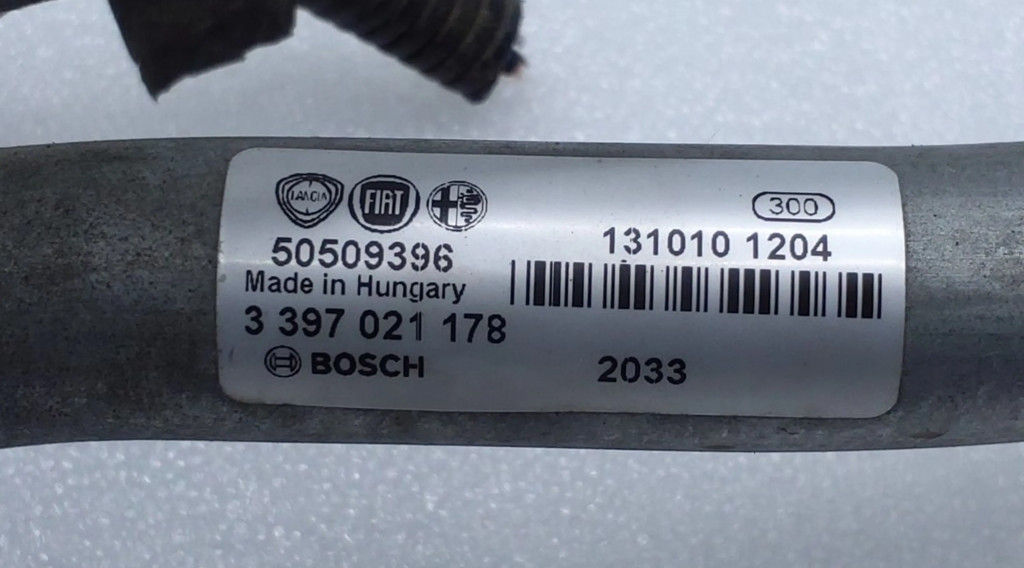 LANCIA FIAT
50509396
Made in Hungary
3 397 021 178
BOSCH
300
131010 1204
2033